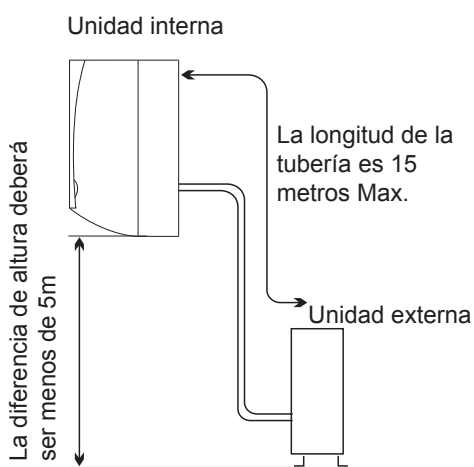 Unidad interna
La longitud de la
tubería es 15
metros Max.
Unidad externa
La diferencia de altura deberá
ser menos de 5m